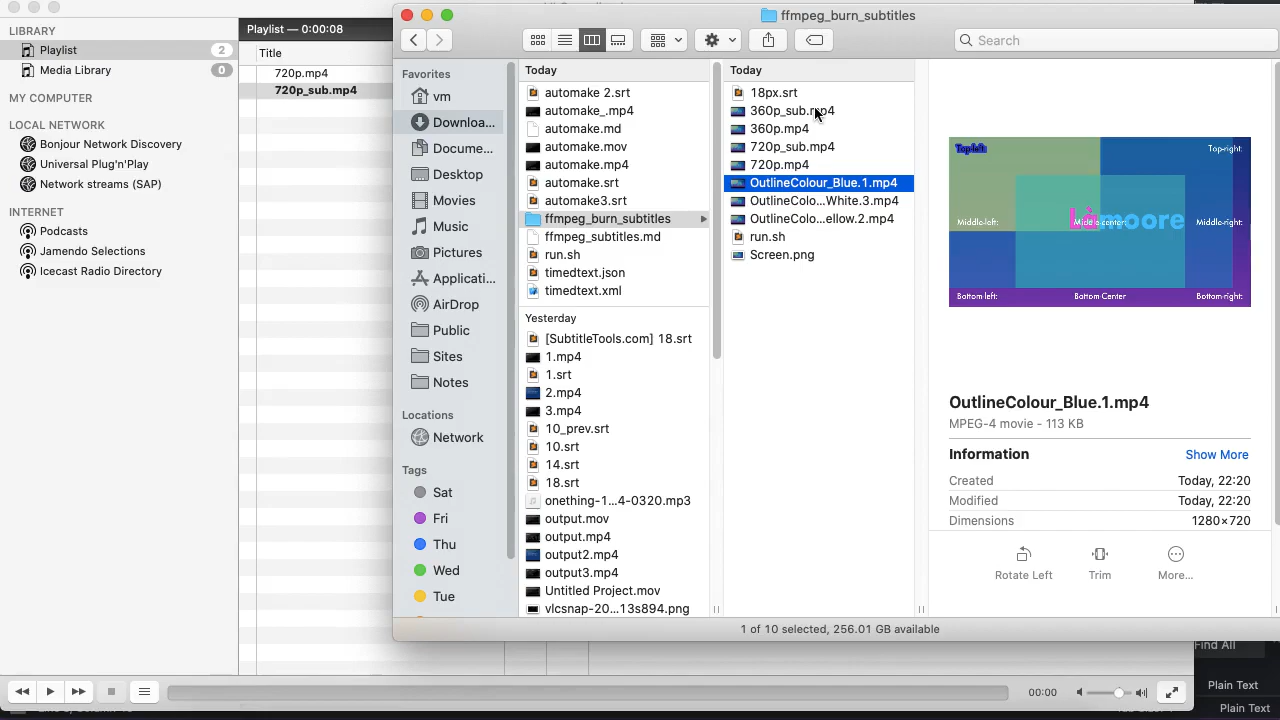 LIBRARY
Playlist
2
Media Library
0
MY COMPUTER
LOCAL NETWORK
Bonjour Network Discovery
Universal Plug'n'Play
Network streams (SAP)
INTERNET
Podcasts
Jamendo Selections
Icecast Radio Directory
Playlist — 0:00:08
Title
720p.mp4
720p_sub.mp4
00:00
ffmpeg_burn_subtitles
Search
Favorites
vm
Downloa...
Docume...
Desktop
Movies
Music
Pictures
Applicati...
AirDrop
Public
Sites
Notes
Locations
Network
Tags
Sat
Fri
Thu
Wed
Tue
Today
automake 2.srt
automake_.mp4
automake.md
automake.mov
automake.mp4
automake.srt
automake3.srt
ffmpeg_burn_subtitles
ffmpeg_subtitles.md
run.sh
timedtext.json
timedtext.xml
Yesterday
[SubtitleTools.com] 18.srt
1.mp4
1.srt
2.mp4
3.mp4
10_prev.srt
10.srt
14.srt
18.srt
onething-1...4-0320.mp3
output.mov
output.mp4
output2.mp4
output3.mp4
Untitled Project.mov
vlcsnap-20...13s894.png
Today
18px.srt
360p_sub.mp4
360p.mp4
720p_sub.mp4
720p.mp4
OutlineColour_Blue.1.mp4
OutlineColo...White.3.mp4
OutlineColo...ellow.2.mp4
run.sh
Screen.png
Top-left
Top-right:
Middle-left:
Middle-center:
Làmoore
Middle-right:
Bottom-left:
Bottom Center
Bottom-right:
OutlineColour_Blue.1.mp4
MPEG-4 movie - 113 KB
Information
Show More
Created
Today, 22:20
Modified
Today, 22:20
Dimensions
1280×720
Rotate Left
Trim
More...
1 of 10 selected, 256.01 GB available
Find All
Plain Text
Plain Text